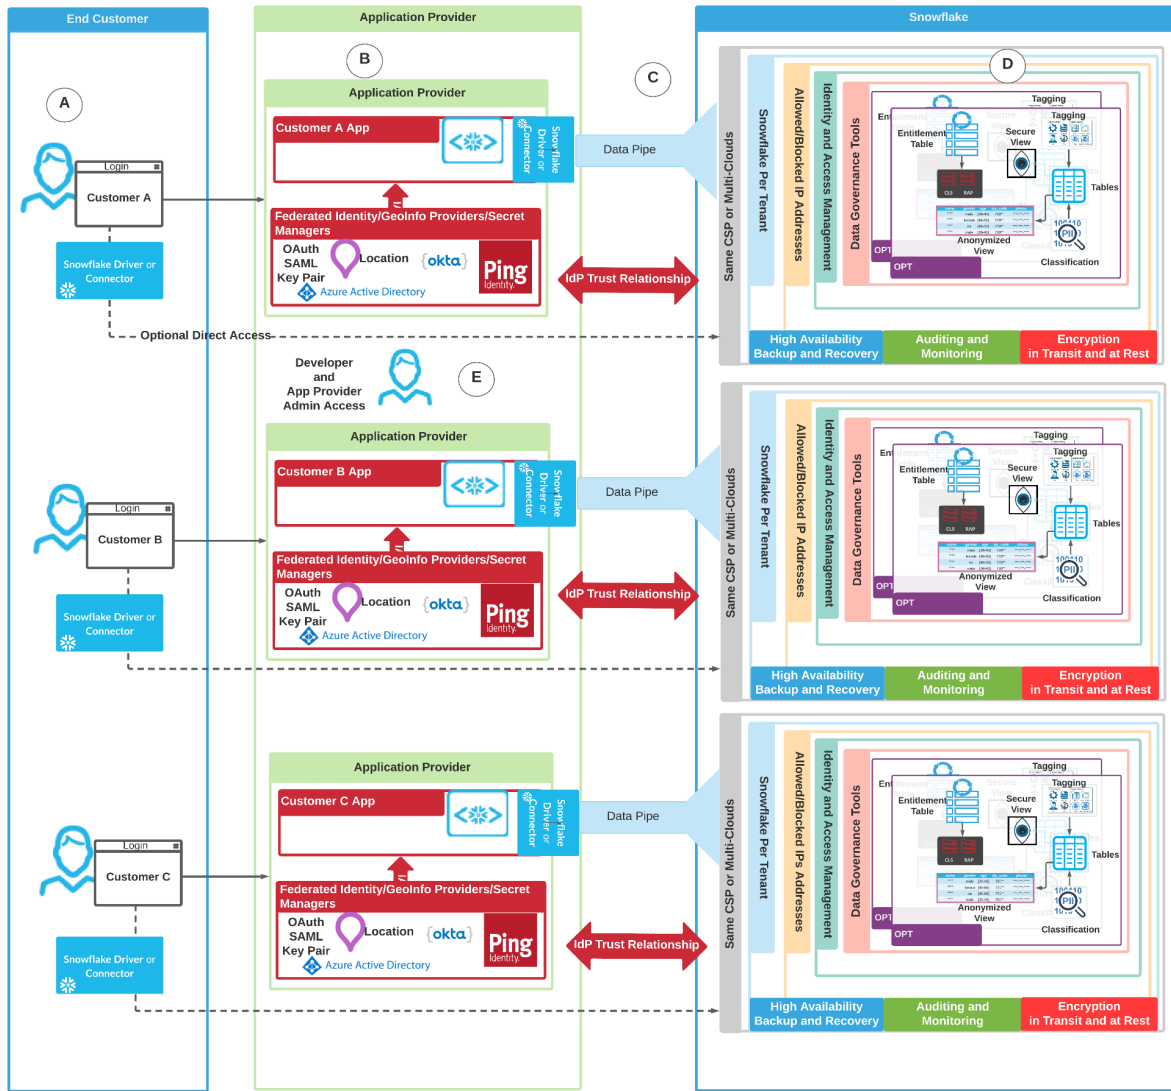 End Customer
Application Provider
Snowflake
A
B
C
D
Application Provider
Customer A App
Snowflake
Driver or
Connector
Data Pipe
Login
Customer A
Snowflake Driver or
Connector
Federated Identity/GeoInfo Providers/Secret
Managers
OAuth
SAML
Key Pair
Location
okta
Ping
Identity
Azure Active Directory
IdP Trust Relationship
Optional Direct Access
Same CSP or Multi-Clouds
Snowflake Per Tenant
Allowed/Blocked IP Addresses
Identity and Access Management
Data Governance Tools
Tagging
Tagging
Entitlement
Table
Secure
View
CLS
RAP
Tables
Anonymized
View
PII
Classification
OPT
OPT
High Availability
Backup and Recovery
Auditing and
Monitoring
Encryption
in Transit and at Rest
Developer
and
App Provider
Admin Access
E
Application Provider
Customer B App
Snowflake
Driver or
Connector
Data Pipe
Login
Customer B
Snowflake Driver or
Connector
Federated Identity/GeoInfo Providers/Secret
Managers
OAuth
SAML
Key Pair
Location
okta
Ping
Identity
Azure Active Directory
IdP Trust Relationship
Same CSP or Multi-Clouds
Snowflake Per Tenant
Allowed/Blocked IP Addresses
Identity and Access Management
Data Governance Tools
Tagging
Tagging
Entitlement
Table
Secure
View
CLS
RAP
Tables
Anonymized
View
PII
Classification
OPT
OPT
High Availability
Backup and Recovery
Auditing and
Monitoring
Encryption
in Transit and at Rest
Application Provider
Customer C App
Snowflake
Driver or
Connector
Data Pipe
Login
Customer C
Snowflake Driver or
Connector
Federated Identity/GeoInfo Providers/Secret
Managers
OAuth
SAML
Key Pair
Location
okta
Ping
Identity
Azure Active Directory
IdP Trust Relationship
Same CSP or Multi-Clouds
Snowflake Per Tenant
Allowed/Blocked IPs Addresses
Identity and Access Management
Data Governance Tools
Tagging
Tagging
Entitlement
Table
Secure
View
CLS
RAP
Tables
Anonymized
View
PII
Classification
OPT
OPT
High Availability
Backup and Recovery
Auditing and
Monitoring
Encryption
in Transit and at Rest